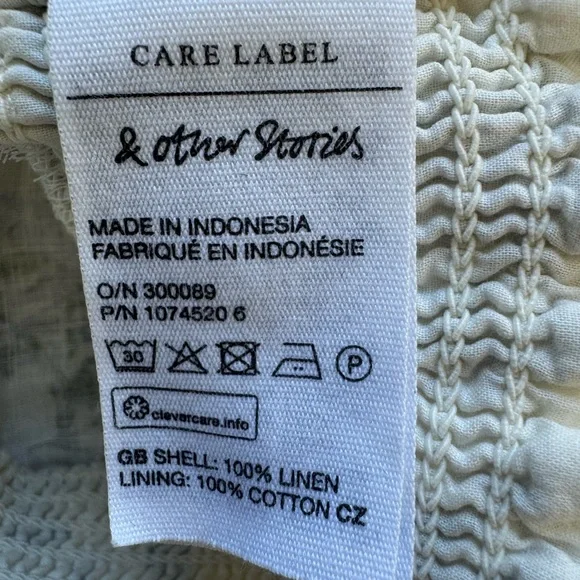 CARE LABEL
& other Stories
MADE IN INDONESIA
FABRIQUÉ EN INDONÉSIE
O/N 300089
P/N 1074520 6
30 P
clevercare.info
GB SHELL: 100% LINEN
LINING: 100% COTTON CZ